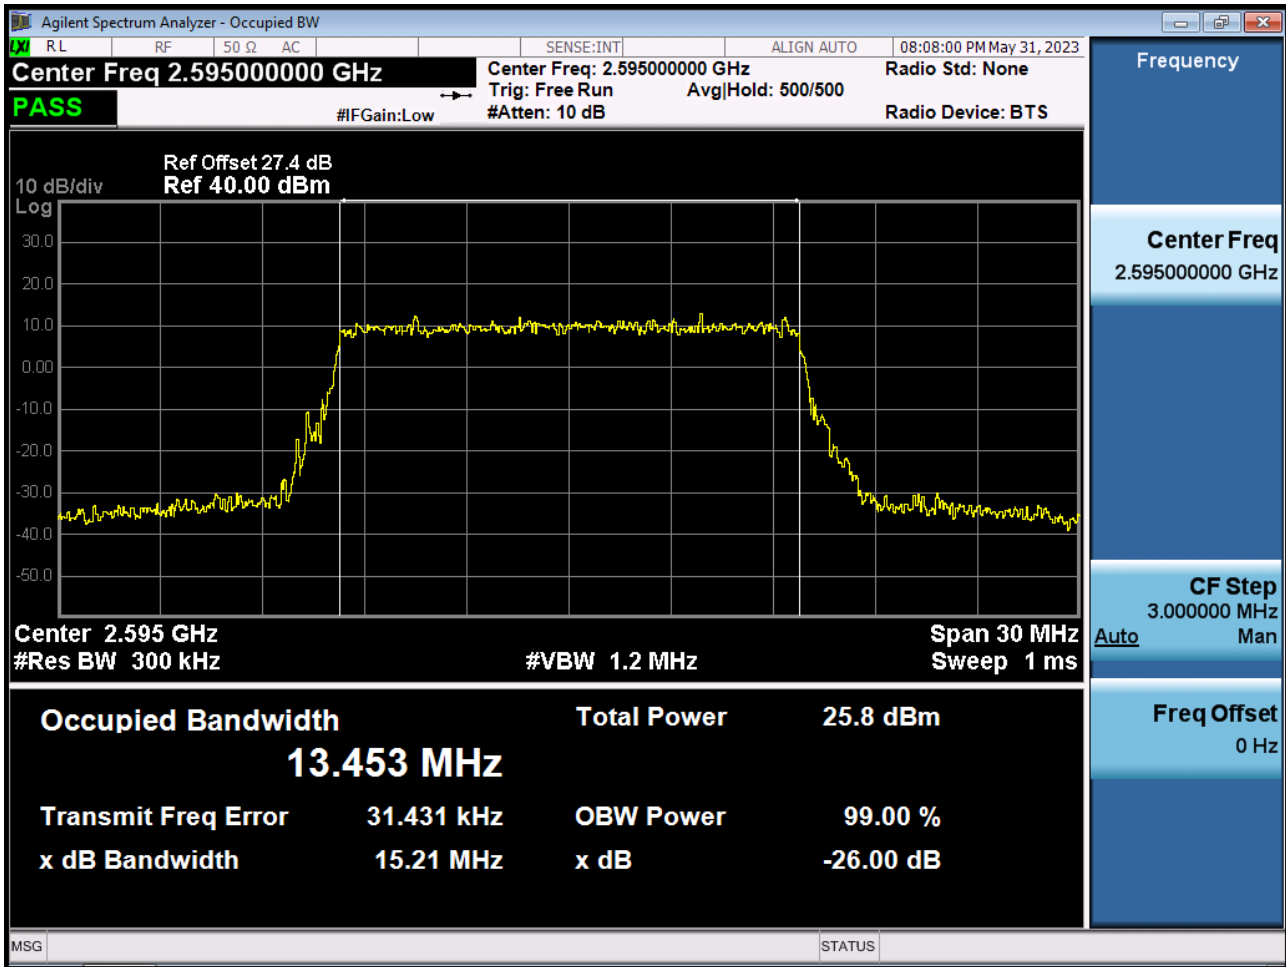 Agilent Spectrum Analyzer - Occupied BW
LXI RL RF 50 Ω AC SENSE:INT ALIGN AUTO 08:08:00 PM May 31, 2023
Center Freq 2.595000000 GHz
Center Freq: 2.595000000 GHz Radio Std: None
Trig: Free Run Avg|Hold: 500/500
PASS
#IFGain:Low #Atten: 10 dB Radio Device: BTS
Ref Offset 27.4 dB
10 dB/div Ref 40.00 dBm
Log
30.0
20.0
10.0
0.00
-10.0
-20.0
-30.0
-40.0
-50.0
Center 2.595 GHz Span 30 MHz
#Res BW 300 kHz #VBW 1.2 MHz Sweep 1 ms
Occupied Bandwidth Total Power 25.8 dBm
13.453 MHz
Transmit Freq Error 31.431 kHz OBW Power 99.00 %
x dB Bandwidth 15.21 MHz x dB -26.00 dB
MSG STATUS
Frequency
Center Freq
2.595000000 GHz
CF Step
3.000000 MHz
Auto Man
Freq Offset
0 Hz